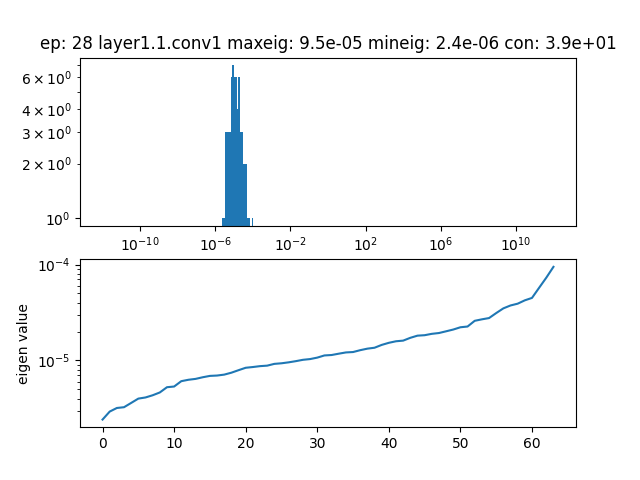 ep: 28 layer1.1.conv1 maxeig: 9.5e-05 mineig: 2.4e-06 con: 3.9e+01
6 × 10⁰
4 × 10⁰
3 × 10⁰
2 × 10⁰
10⁰
10⁻¹⁰ 10⁻⁶ 10⁻² 10² 10⁶ 10¹⁰
10⁻⁴
10⁻⁵
eigen value
0 10 20 30 40 50 60